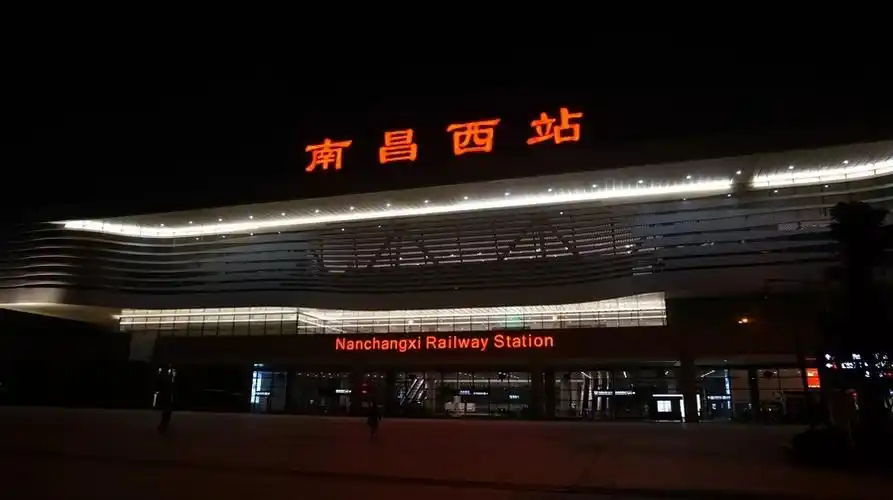 南昌西站
Nanchangxi Railway Station